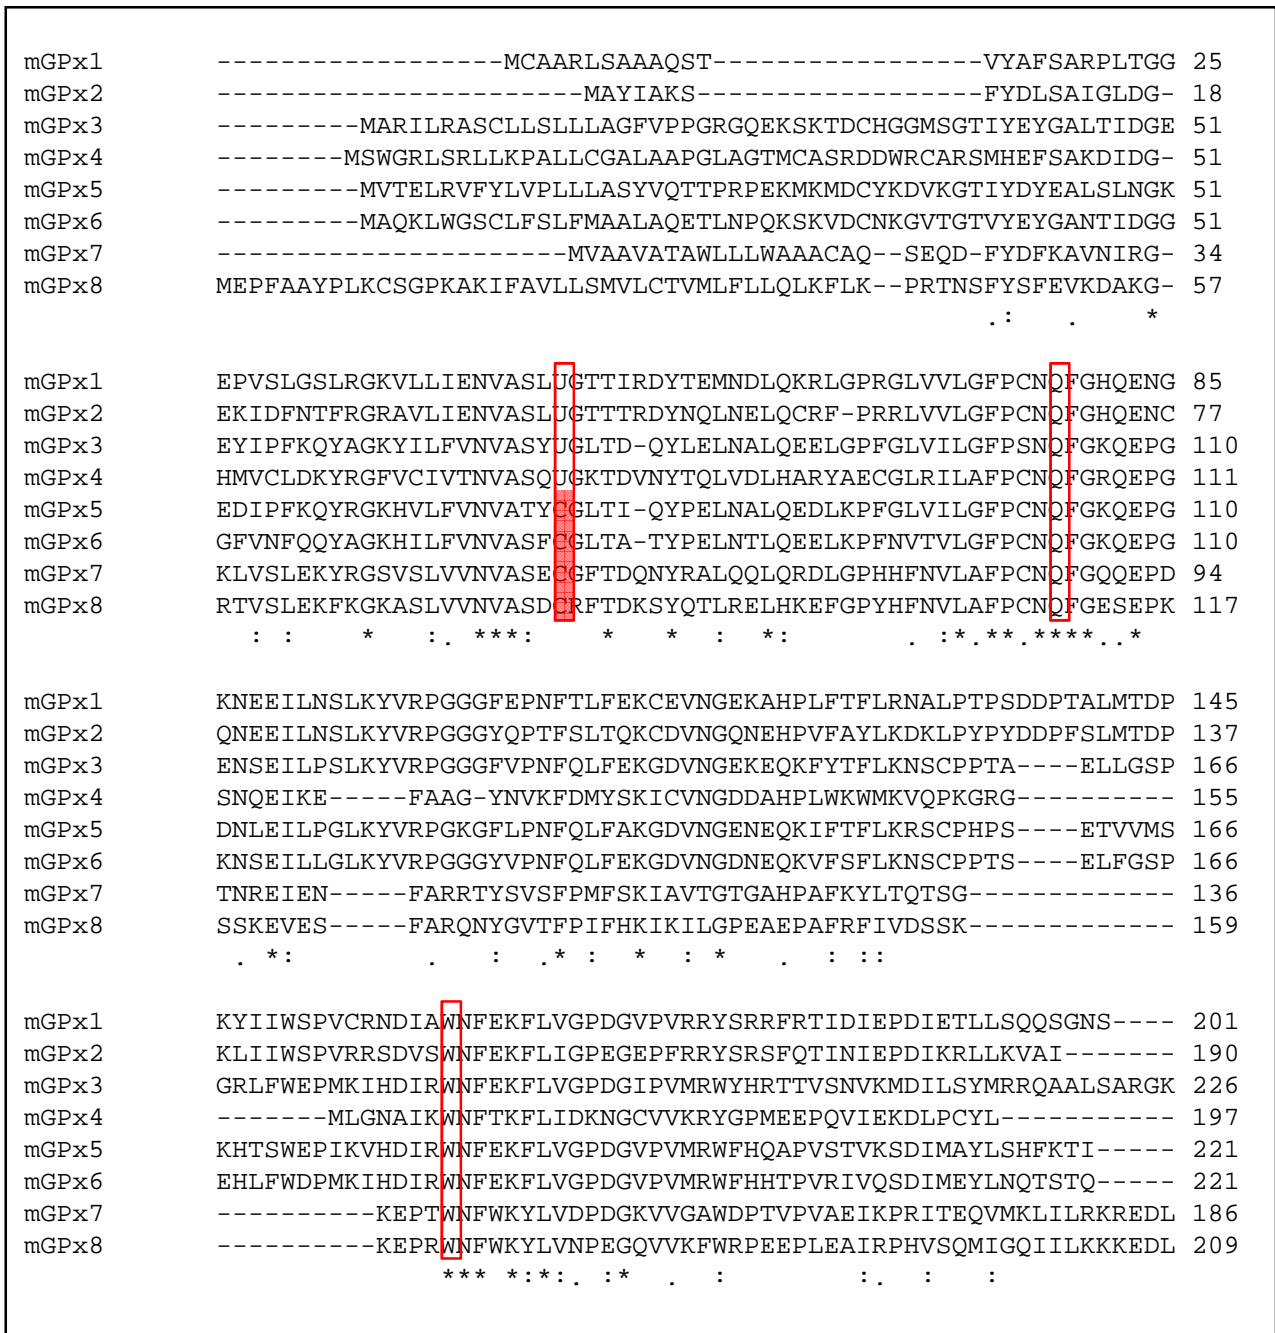 mGPx1 ------------------MCAARLSAAAQST-----------------VYAFSARPLTGG 25
mGPx2 -----------------------MAYIAKS------------------FYDLSAIGLDG- 18
mGPx3 ---------MARILRASCLLSLLLAGFVPPGRGQEKSKTDCHGGMSGTIYEYGALTIDGE 51
mGPx4 --------MSWGRLSRLLKPALLCGALAAPGLAGTMCASRDDWRCARSMHEFSAKDIDG- 51
mGPx5 ---------MVTELRVFYLVPLLLASYVQTTPRPEKMKMDCYKDVKGTIYDYEALSLNGK 51
mGPx6 ---------MAQKLWGSCLFSLFMAALAQETLNPQKSKVDCNKGVTGTVYEYGANTIDGG 51
mGPx7 ----------------------MVAAVATAWLLLWAAACAQ--SEQD-FYDFKAVNIRG- 34
mGPx8 MEPFAAYPLKCSGPKAKIFAVLLSMVLCTVMLFLLQLKFLK--PRTNSFYSFEVKDAKG- 57
.: . *
mGPx1 EPVSLGSLRGKVLLIENVASLUGTTIRDYTEMNDLQKRLGPRGLVVLGFPCNQFGHQENG 85
mGPx2 EKIDFNTFRGRAVLIENVASLUGTTTRDYNQLNELQCRF-PRRLVVLGFPCNQFGHQENC 77
mGPx3 EYIPFKQYAGKYILFVNVASYUGLTD-QYLELNALQEELGPFGLVILGFPSNQFGKQEPG 110
mGPx4 HMVCLDKYRGFVCIVTNVASQUGKTDVNYTQLVDLHARYAECGLRILAFPCNQFGRQEPG 111
mGPx5 EDIPFKQYRGKHVLFVNVATYCGLTI-QYPELNALQEDLKPFGLVILGFPCNQFGKQEPG 110
mGPx6 GFVNFQQYAGKHILFVNVASFCGLTA-TYPELNTLQEELKPFNVTVLGFPCNQFGKQEPG 110
mGPx7 KLVSLEKYRGSVSLVVNVASECGFTDQNYRALQQLQRDLGPHHFNVLAFPCNQFGQQEPD 94
mGPx8 RTVSLEKFKGKASLVVNVASDCRFTDKSYQTLRELHKEFGPYHFNVLAFPCNQFGESEPK 117
: : * :. ***: * * : *: . :*.**.****..*
mGPx1 KNEEILNSLKYVRPGGGFEPNFTLFEKCEVNGEKAHPLFTFLRNALPTPSDDPTALMTDP 145
mGPx2 QNEEILNSLKYVRPGGGYQPTFSLTQKCDVNGQNEHPVFAYLKDKLPYPYDDPFSLMTDP 137
mGPx3 ENSEILPSLKYVRPGGGFVPNFQLFEKGDVNGEKEQKFYTFLKNSCPPTA----ELLGSP 166
mGPx4 SNQEIKE-----FAAG-YNVKFDMYSKICVNGDDAHPLWKWMKVQPKGRG---------- 155
mGPx5 DNLEILPGLKYVRPGKGFLPNFQLFAKGDVNGENEQKIFTFLKRSCPHPS----ETVVMS 166
mGPx6 KNSEILLGLKYVRPGGGYVPNFQLFEKGDVNGDNEQKVFSFLKNSCPPTS----ELFGSP 166
mGPx7 TNREIEN-----FARRTYSVSFPMFSKIAVTGTGAHPAFKYLTQTSG------------- 136
mGPx8 SSKEVES-----FARQNYGVTFPIFHKIKILGPEAEPAFRFIVDSSK------------- 159
. *: . : .* : * : * . : ::
mGPx1 KYIIWSPVCRNDIAWNFEKFLVGPDGVPVRRYSRRFRTIDIEPDIETLLSQQSGNS---- 201
mGPx2 KLIIWSPVRRSDVSWNFEKFLIGPEGEPFRRYSRSFQTINIEPDIKRLLKVAI------- 190
mGPx3 GRLFWEPMKIHDIRWNFEKFLVGPDGIPVMRWYHRTTVSNVKMDILSYMRRQAALSARGK 226
mGPx4 -------MLGNAIKWNFTKFLIDKNGCVVKRYGPMEEPQVIEKDLPCYL----------- 197
mGPx5 KHTSWEPIKVHDIRWNFEKFLVGPDGVPVMRWFHQAPVSTVKSDIMAYLSHFKTI----- 221
mGPx6 EHLFWDPMKIHDIRWNFEKFLVGPDGVPVMRWFHHTPVRIVQSDIMEYLNQTSTQ----- 221
mGPx7 ----------KEPTWNFWKYLVDPDGKVVGAWDPTVPVAEIKPRITEQVMKLILRKREDL 186
mGPx8 ----------KEPRWNFWKYLVNPEGQVVKFWRPEEPLEAIRPHVSQMIGQIILKKKEDL 209
*** *:*:. :* . : :. : :